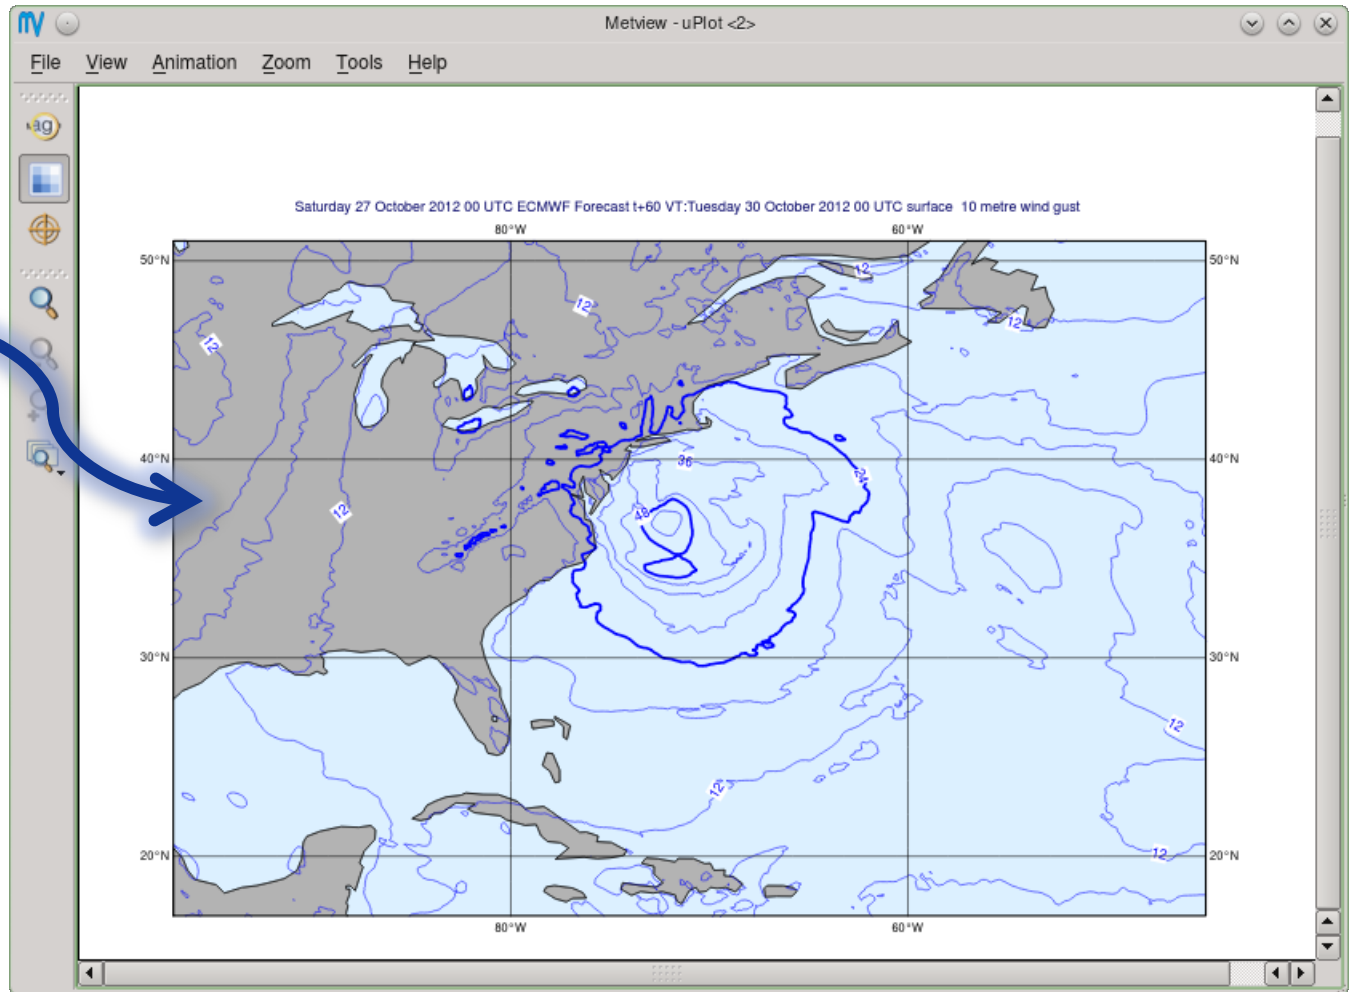 Metview - uPlot <2>
File View Animation Zoom Tools Help
ag
Saturday 27 October 2012 00 UTC ECMWF Forecast t+60 VT:Tuesday 30 October 2012 00 UTC surface 10 metre wind gust
80°W 60°W
50°N 50°N
12
12
12
12
40°N 40°N
36
24
12
48
30°N 30°N
12
12
20°N 12 20°N
80°W 60°W